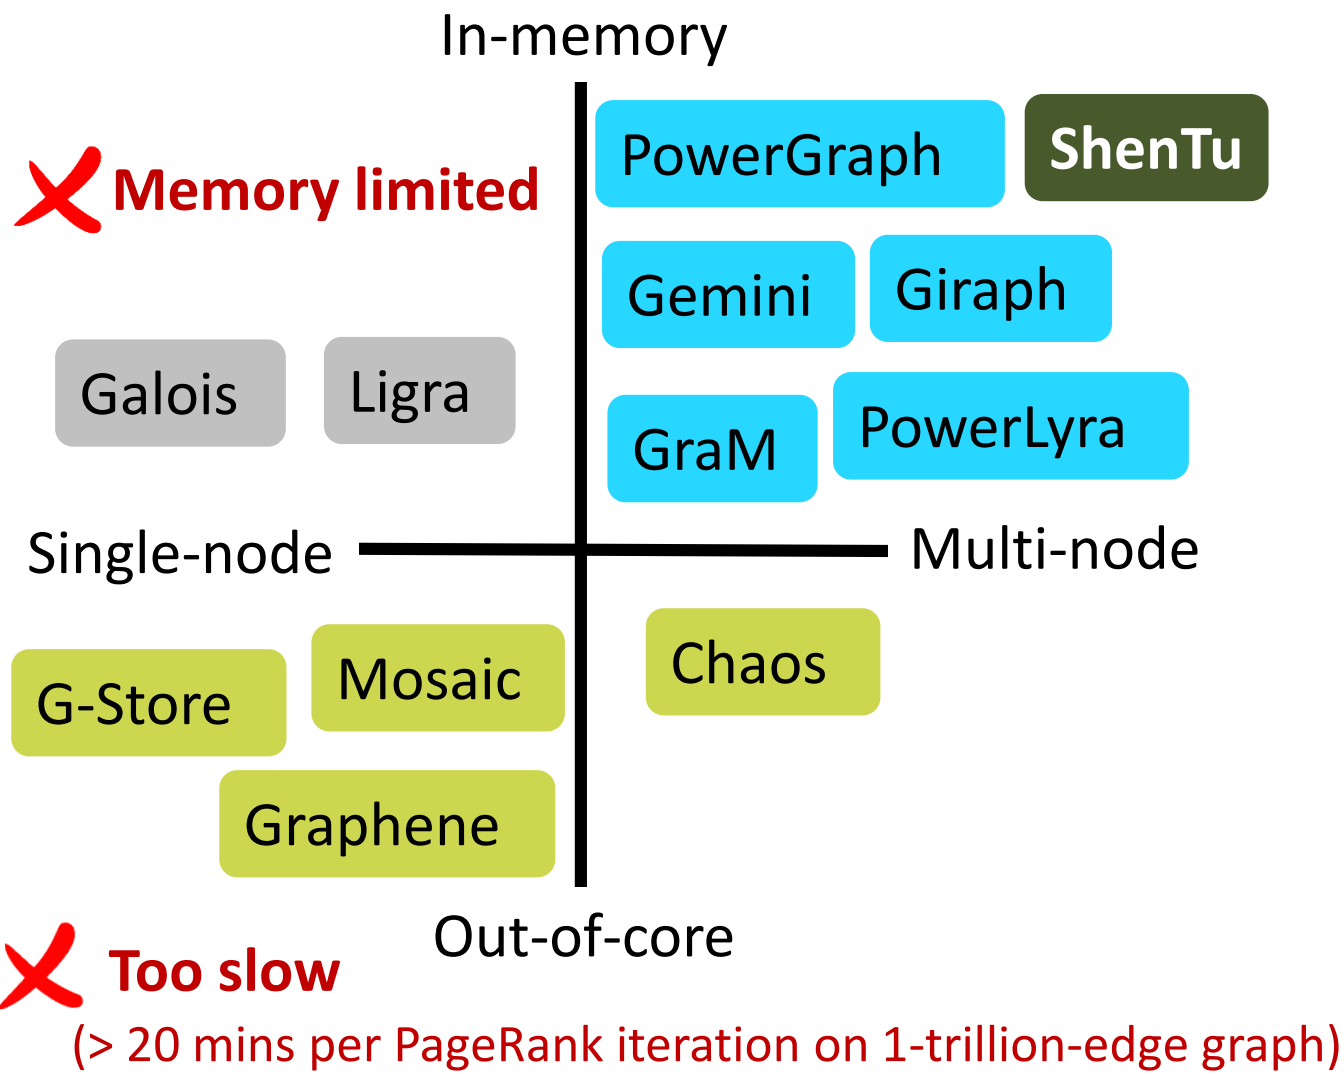 In-memory
PowerGraph
ShenTu
Memory limited
Gemini
Giraph
Galois
Ligra
GraM
PowerLyra
Single-node
Multi-node
G-Store
Mosaic
Chaos
Graphene
Out-of-core
Too slow
(> 20 mins per PageRank iteration on 1-trillion-edge graph)